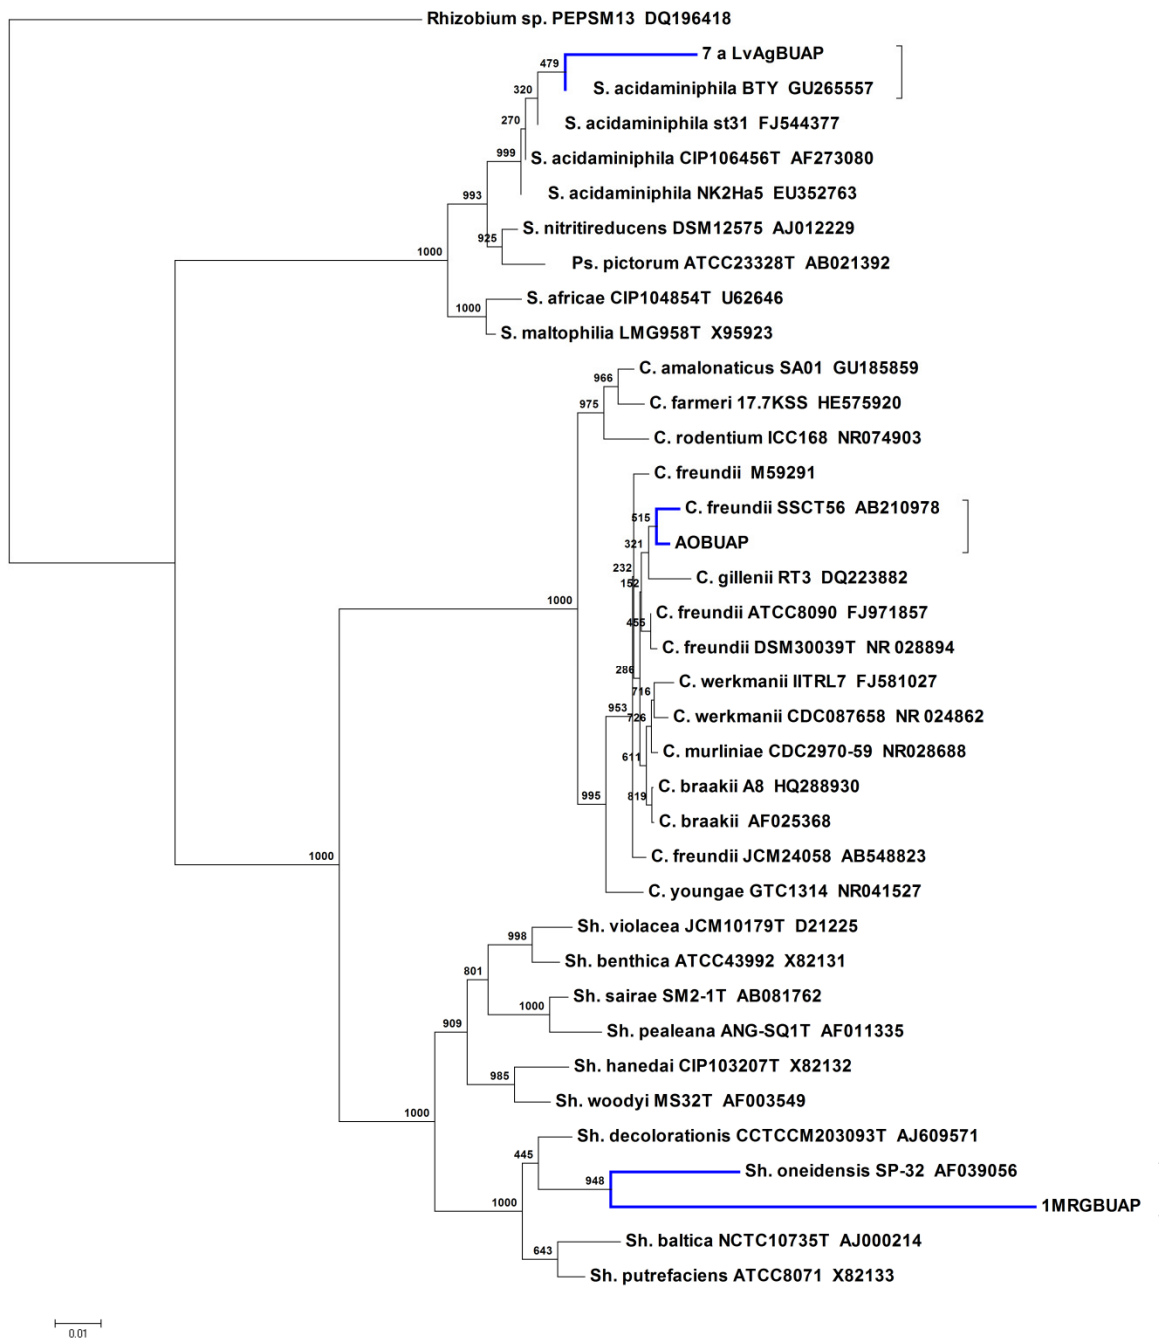 Rhizobium sp. PEPSM13 DQ196418
7 a LvAgBUAP
479
S. acidaminiphila BTY GU265557
320
S. acidaminiphila st31 FJ544377
270
S. acidaminiphila CIP106456T AF273080
999
S. acidaminiphila NK2Ha5 EU352763
993
S. nitritireducens DSM12575 AJ012229
925
Ps. pictorum ATCC23328T AB021392
1000
S. africae CIP104854T U62646
1000
S. maltophilia LMG958T X95923
C. amalonaticus SA01 GU185859
966
C. farmeri 17.7KSS HE575920
975
C. rodentium ICC168 NR074903
C. freundii M59291
C. freundii SSCT56 AB210978
515
AOBUAP
321
C. gillenii RT3 DQ223882
232
152
1000
C. freundii ATCC8090 FJ971857
455
C. freundii DSM30039T NR 028894
286
C. werkmanii IITRL7 FJ581027
716
953
C. werkmanii CDC087658 NR 024862
726
C. murliniae CDC2970-59 NR028688
611
C. braakii A8 HQ288930
995
819
C. braakii AF025368
1000
C. freundii JCM24058 AB548823
C. youngae GTC1314 NR041527
Sh. violacea JCM10179T D21225
998
Sh. benthica ATCC43992 X82131
801
Sh. sairae SM2-1T AB081762
1000
Sh. pealeana ANG-SQ1T AF011335
909
Sh. hanedai CIP103207T X82132
985
Sh. woodyi MS32T AF003549
1000
Sh. decolorationis CCTCCM203093T AJ609571
445
Sh. oneidensis SP-32 AF039056
948
1MRGBUAP
1000
Sh. baltica NCTC10735T AJ000214
643
Sh. putrefaciens ATCC8071 X82133
0.01